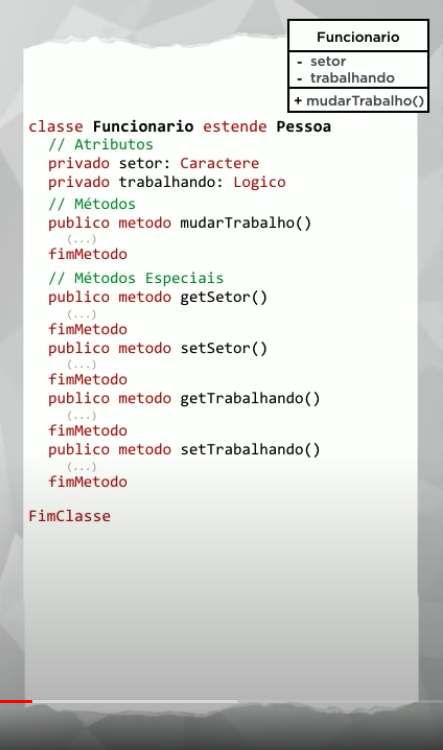 Funcionario
- setor
- trabalhando
+ mudarTrabalho()
classe Funcionario estende Pessoa
// Atributos
privado setor: Caractere
privado trabalhando: Logico
// Métodos
publico metodo mudarTrabalho()
(...)
fimMetodo
// Métodos Especiais
publico metodo getSetor()
(...)
fimMetodo
publico metodo setSetor()
(...)
fimMetodo
publico metodo getTrabalhando()
(...)
fimMetodo
publico metodo setTrabalhando()
(...)
fimMetodo
FimClasse